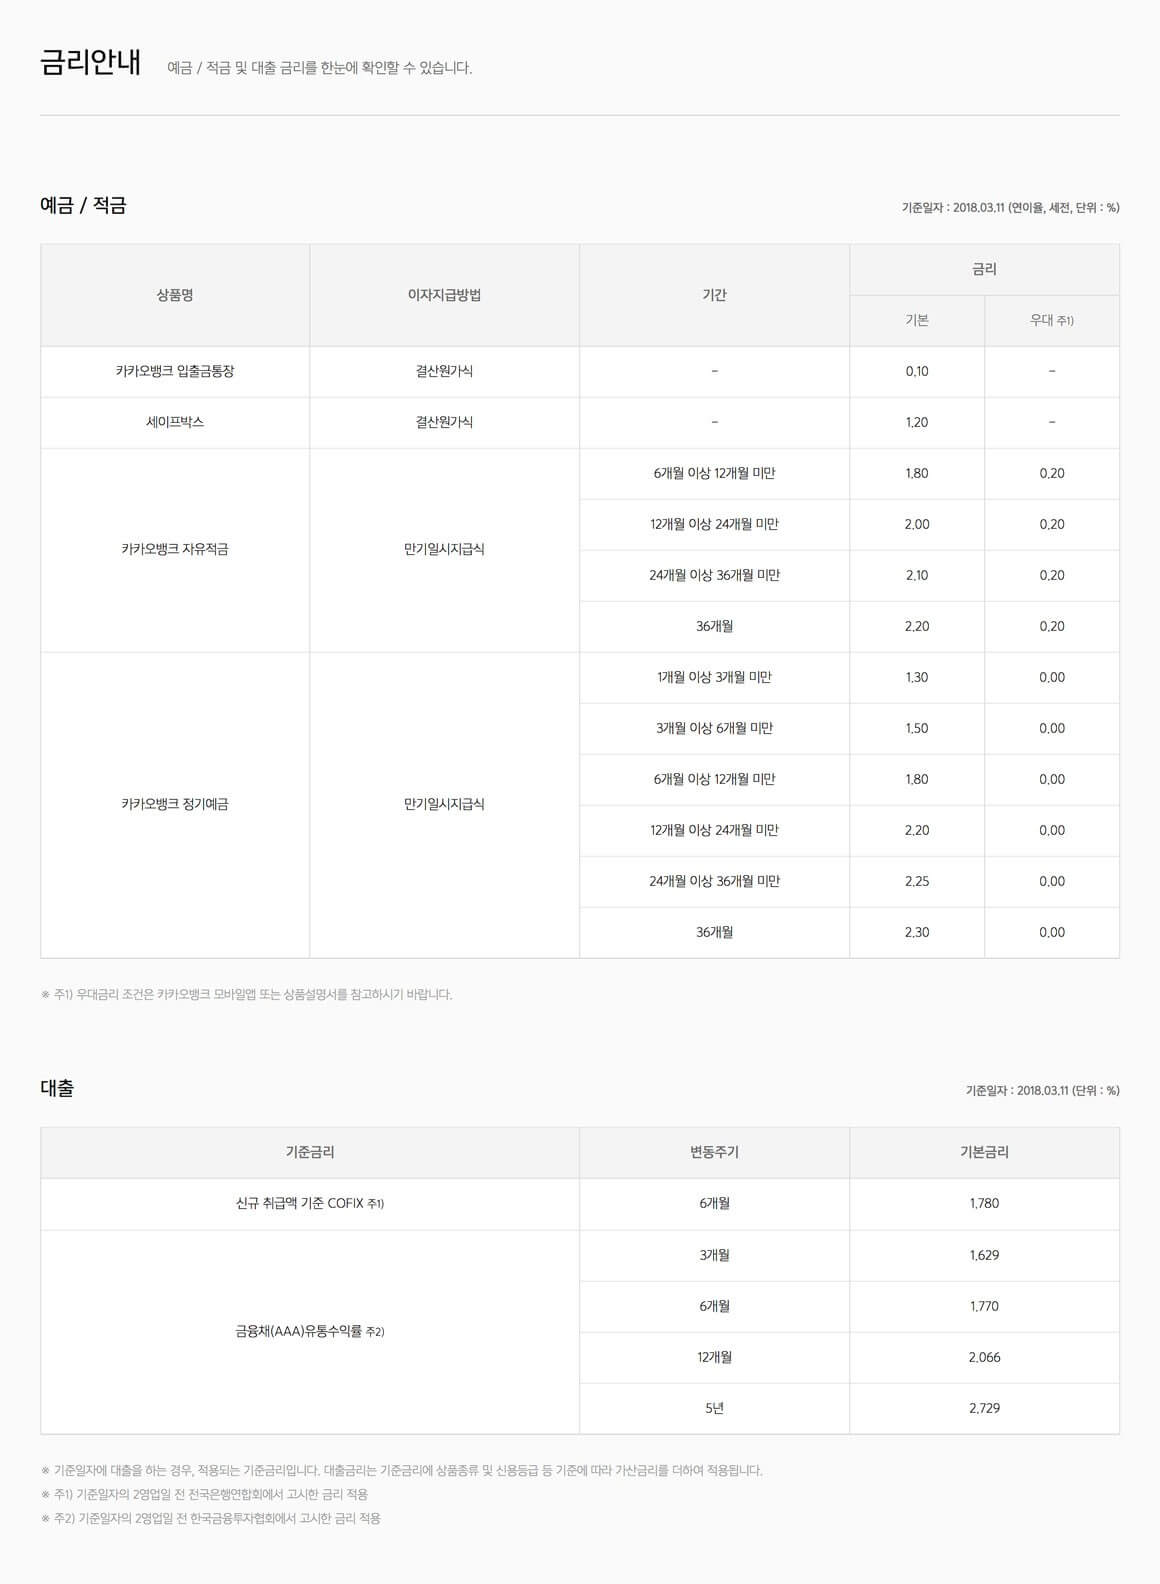 금리안내
예금 / 적금 및 대출 금리를 한눈에 확인할 수 있습니다.
예금 / 적금
기준일자 : 2018.03.11 (연이율, 세전, 단위 : %)
상품명 이자지급방법 기간 금리
기본 우대 주1)
카카오뱅크 입출금통장 결산원가식 - 0.10 -
세이프박스 결산원가식 - 1.20 -
카카오뱅크 자유적금 만기일시지급식
6개월 이상 12개월 미만 1.80 0.20
12개월 이상 24개월 미만 2.00 0.20
24개월 이상 36개월 미만 2.10 0.20
36개월 2.20 0.20
카카오뱅크 정기예금 만기일시지급식
1개월 이상 3개월 미만 1.30 0.00
3개월 이상 6개월 미만 1.50 0.00
6개월 이상 12개월 미만 1.80 0.00
12개월 이상 24개월 미만 2.20 0.00
24개월 이상 36개월 미만 2.25 0.00
36개월 2.30 0.00
※ 주1) 우대금리 조건은 카카오뱅크 모바일앱 또는 상품설명서를 참고하시기 바랍니다.
대출
기준일자 : 2018.03.11 (단위 : %)
기준금리 변동주기 기본금리
신규 취급액 기준 COFIX 주1) 6개월 1.780
금융채(AAA)유통수익률 주2)
3개월 1.629
6개월 1.770
12개월 2.066
5년 2.729
※ 기준일자에 대출을 하는 경우, 적용되는 기준금리입니다. 대출금리는 기준금리에 상품종류 및 신용등급 등 기준에 따라 가산금리를 더하여 적용됩니다.
※ 주1) 기준일자의 2영업일 전 전국은행연합회에서 고시한 금리 적용
※ 주2) 기준일자의 2영업일 전 한국금융투자협회에서 고시한 금리 적용